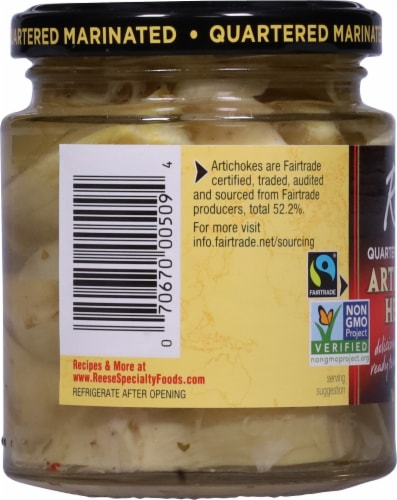 QUARTERED MARINATED • QUARTERED MARINATED
Artichokes are Fairtrade
certified, traded, audited
and sourced from Fairtrade
producers, total 52.2%.
For more visit
info.fairtrade.net/sourcing
0 70670 00509 4
FAIRTRADE
NON
GMO
Project
VERIFIED
nongmoproject.org
Recipes & More at
www.ReeseSpecialtyFoods.com
REFRIGERATE AFTER OPENING
serving
suggestion
QUARTER
ARTI
HE